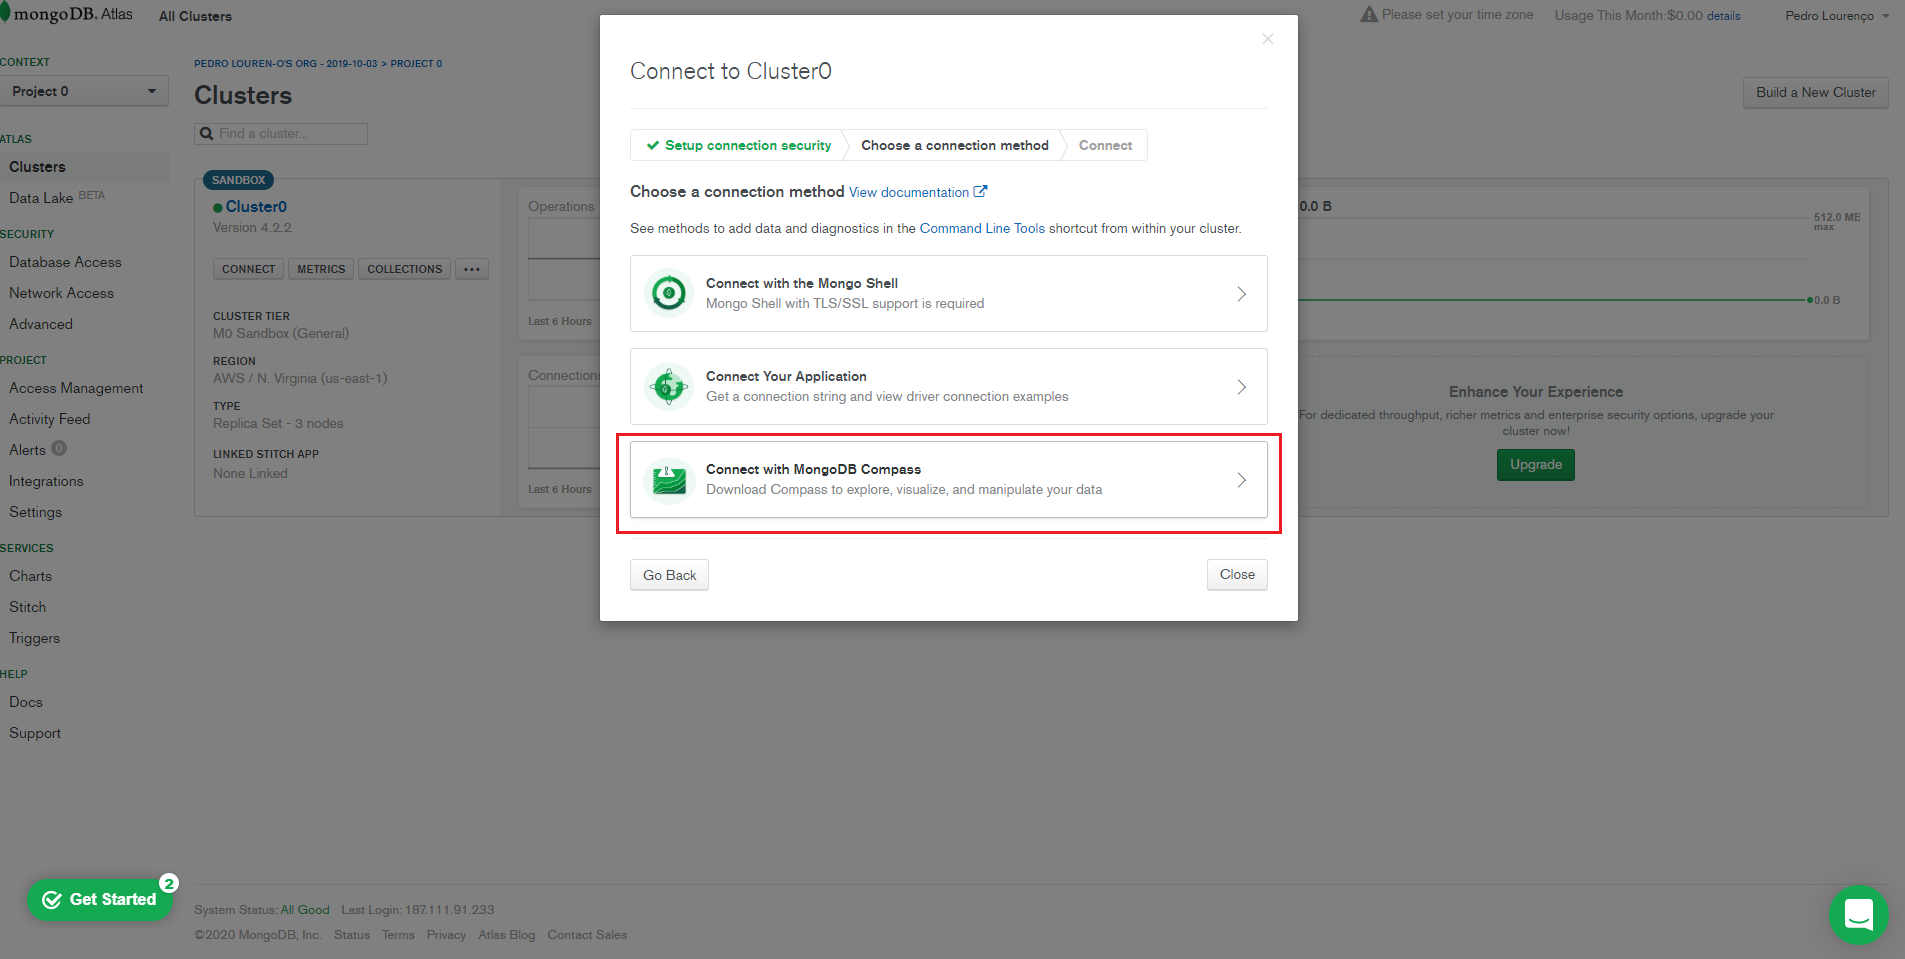 mongoDB. Atlas
All Clusters
Please set your time zone
Usage This Month:$0.00 details
Pedro Lourenço
CONTEXT
Project 0
ATLAS
Clusters
Data Lake BETA
SECURITY
Database Access
Network Access
Advanced
PROJECT
Access Management
Activity Feed
Alerts 0
Integrations
Settings
SERVICES
Charts
Stitch
Triggers
HELP
Docs
Support
Get Started
2
PEDRO LOUREN-O'S ORG - 2019-10-03 > PROJECT 0
Clusters
Build a New Cluster
Find a cluster...
SANDBOX
Cluster0
Version 4.2.2
CONNECT
METRICS
COLLECTIONS
...
CLUSTER TIER
M0 Sandbox (General)
REGION
AWS / N. Virginia (us-east-1)
TYPE
Replica Set - 3 nodes
LINKED STITCH APP
None Linked
Operations
Last 6 Hours
Connection
Last 6 Hours
Connect to Cluster0
Setup connection security
Choose a connection method
Connect
Choose a connection method View documentation
See methods to add data and diagnostics in the Command Line Tools shortcut from within your cluster.
Connect with the Mongo Shell
Mongo Shell with TLS/SSL support is required
Connect Your Application
Get a connection string and view driver connection examples
Connect with MongoDB Compass
Download Compass to explore, visualize, and manipulate your data
Go Back
Close
0.0 B
512.0 MB
max
0.0 B
Enhance Your Experience
For dedicated throughput, richer metrics and enterprise security options, upgrade your
cluster now!
Upgrade
System Status: All Good Last Login: 187.111.91.233
©2020 MongoDB, Inc. Status Terms Privacy Atlas Blog Contact Sales